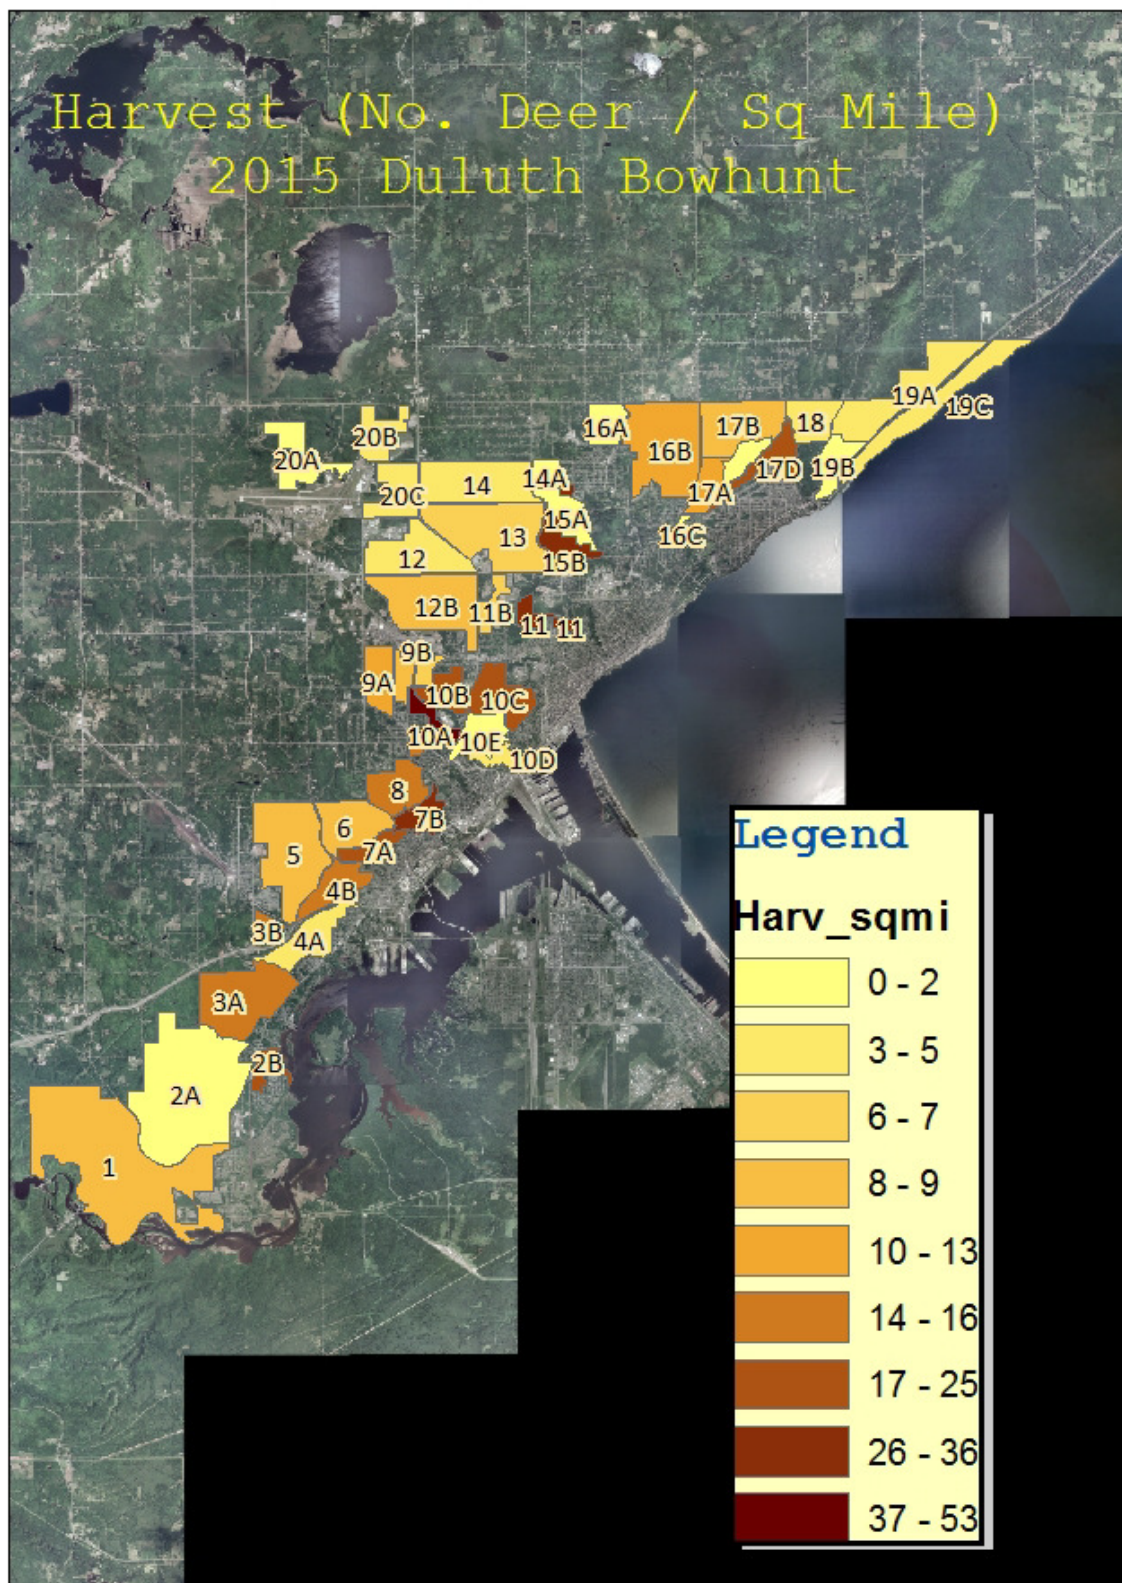 Harvest (No. Deer / Sq Mile)
2015 Duluth Bowhunt
19A
19C
16A
17B
18
20B
16B
20A
17D
19B
14A
14
17A
20C
15A
16C
13
12
15B
12B
11B
11
11
9B
9A
10B
10C
10A
10E
10D
8
7B
6
5
7A
4B
3B
4A
3A
2B
2A
1
Legend
Harv_sqmi
0 - 2
3 - 5
6 - 7
8 - 9
10 - 13
14 - 16
17 - 25
26 - 36
37 - 53